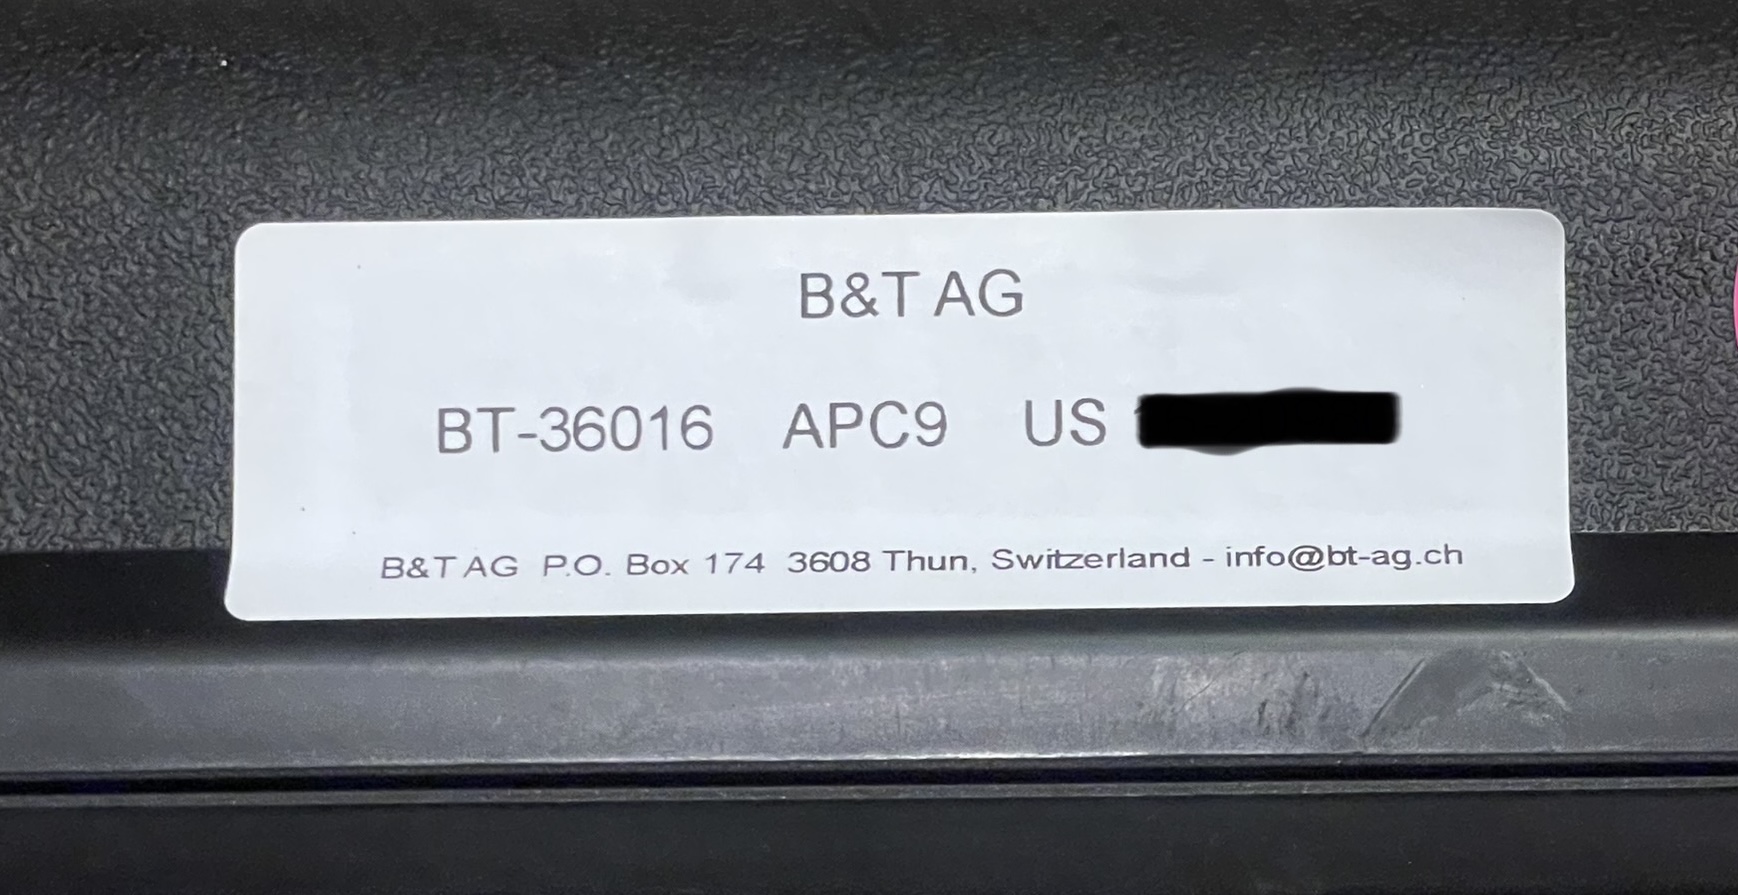 B&T AG
BT-36016 APC9 US
B&T AG P.O. Box 174 3608 Thun, Switzerland - info@bt-ag.ch